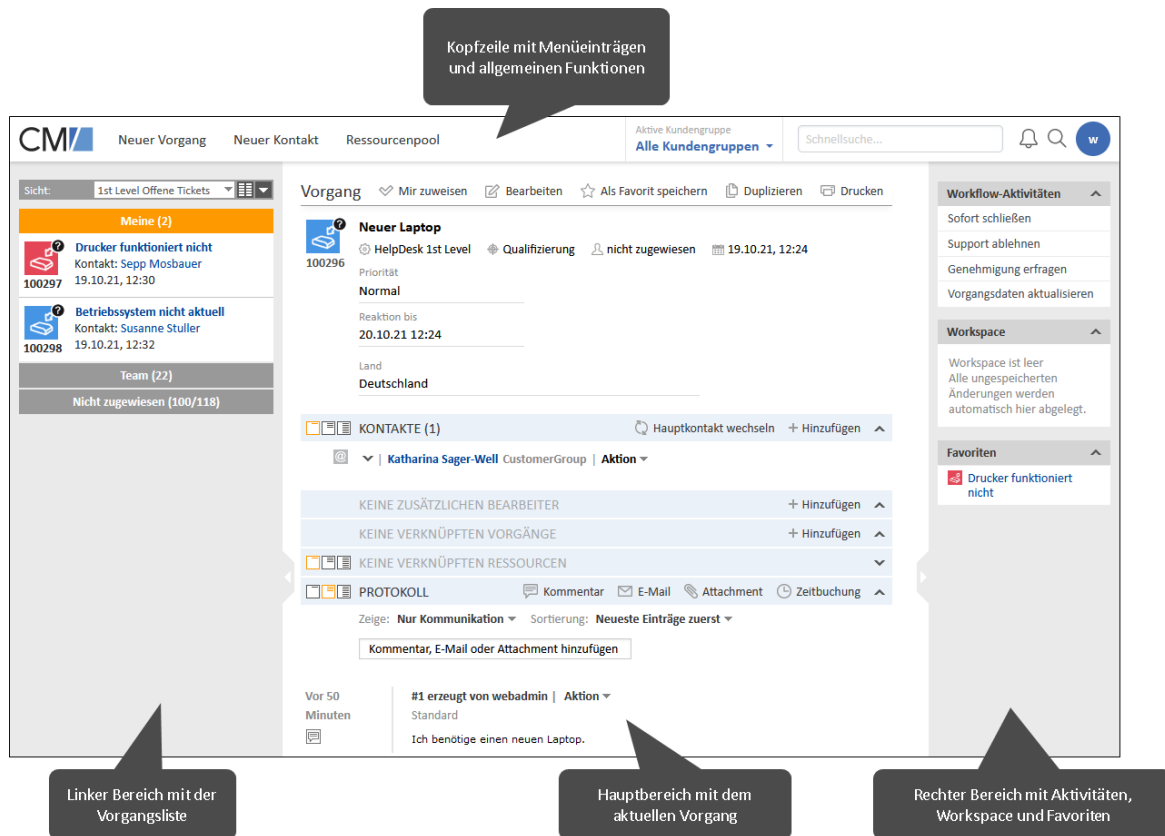 Kopfzeile mit Menüeinträgen
und allgemeinen Funktionen
CM/
Neuer Vorgang
Neuer Kontakt
Ressourcenpool
Aktive Kundengruppe
Alle Kundengruppen
Schnellsuche...
w
Sicht:
1st Level Offene Tickets
Meine (2)
Drucker funktioniert nicht
Kontakt: Sepp Mosbauer
100297
19.10.21, 12:30
Betriebssystem nicht aktuell
Kontakt: Susanne Stuller
100298
19.10.21, 12:32
Team (22)
Nicht zugewiesen (100/118)
Vorgang
Mir zuweisen
Bearbeiten
Als Favorit speichern
Duplizieren
Drucken
Neuer Laptop
100296
HelpDesk 1st Level
Qualifizierung
nicht zugewiesen
19.10.21, 12:24
Priorität
Normal
Reaktion bis
20.10.21 12:24
Land
Deutschland
KONTAKTE (1)
Hauptkontakt wechseln
+ Hinzufügen
| Katharina Sager-Well CustomerGroup | Aktion
KEINE ZUSÄTZLICHEN BEARBEITER
+ Hinzufügen
KEINE VERKNÜPFTEN VORGÄNGE
+ Hinzufügen
KEINE VERKNÜPFTEN RESSOURCEN
PROTOKOLL
Kommentar
E-Mail
Attachment
Zeitbuchung
Zeige: Nur Kommunikation
Sortierung: Neueste Einträge zuerst
Kommentar, E-Mail oder Attachment hinzufügen
Vor 50
Minuten
#1 erzeugt von webadmin | Aktion
Standard
Ich benötige einen neuen Laptop.
Workflow-Aktivitäten
Sofort schließen
Support ablehnen
Genehmigung erfragen
Vorgangsdaten aktualisieren
Workspace
Workspace ist leer
Alle ungespeicherten
Änderungen werden
automatisch hier abgelegt.
Favoriten
Drucker funktioniert
nicht
Linker Bereich mit der
Vorgangsliste
Hauptbereich mit dem
aktuellen Vorgang
Rechter Bereich mit Aktivitäten,
Workspace und Favoriten